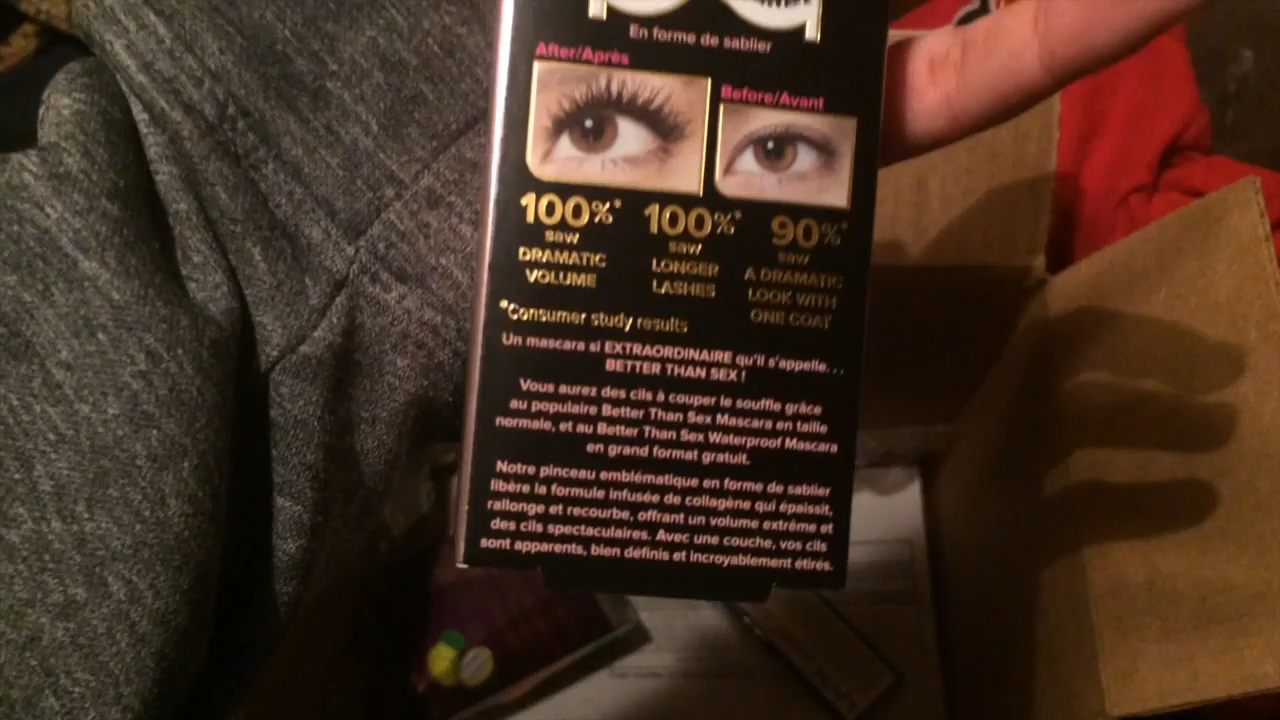 En forme de sablier
After/Après
Before/Avant
100%*
saw
DRAMATIC
VOLUME
100%*
saw
LONGER
LASHES
90%*
saw
A DRAMATIC
LOOK WITH
ONE COAT
*Consumer study results
Un mascara si EXTRAORDINAIRE qu'il s'appelle...
BETTER THAN SEX !
Vous aurez des cils à couper le souffle grâce
au populaire Better Than Sex Mascara en taille
normale, et au Better Than Sex Waterproof Mascara
en grand format gratuit.
Notre pinceau emblématique en forme de sablier
libère la formule infusée de collagène qui épaissit,
rallonge et recourbe, offrant un volume extrême et
des cils spectaculaires. Avec une couche, vos cils
sont apparents, bien définis et incroyablement étirés.